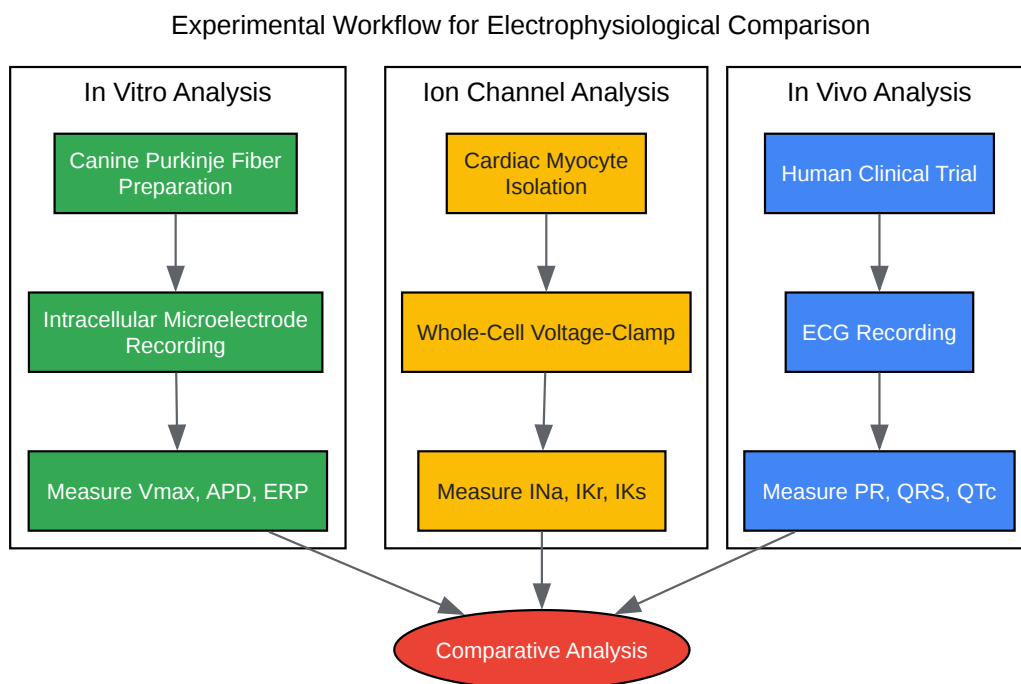 Experimental Workflow for Electrophysiological Comparison
In Vitro Analysis
Canine Purkinje Fiber
Preparation
Intracellular Microelectrode
Recording
Measure Vmax, APD, ERP
Ion Channel Analysis
Cardiac Myocyte
Isolation
Whole-Cell Voltage-Clamp
Measure INa, IKr, IKs
In Vivo Analysis
Human Clinical Trial
ECG Recording
Measure PR, QRS, QTc
Comparative Analysis